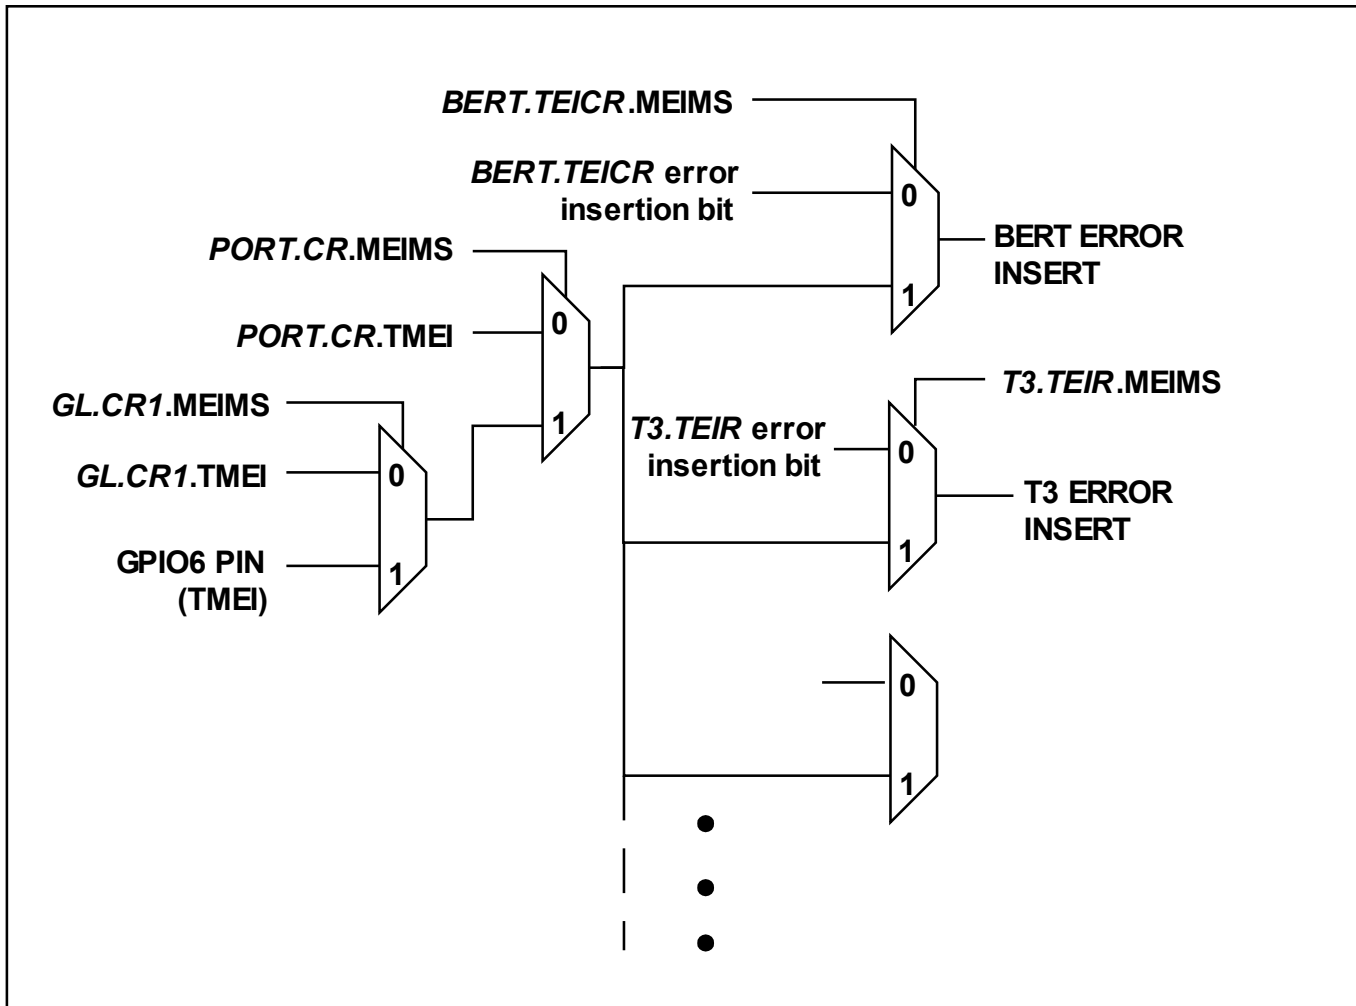 BERT.TEICR.MEIMS
BERT.TEICR error
insertion bit
0
1
BERT ERROR
INSERT
PORT.CR.MEIMS
PORT.CR.TMEI
0
1
GL.CR1.MEIMS
GL.CR1.TMEI
0
GPIO6 PIN
(TMEI)
1
T3.TEIR.MEIMS
T3.TEIR error
insertion bit
0
1
T3 ERROR
INSERT
0
1